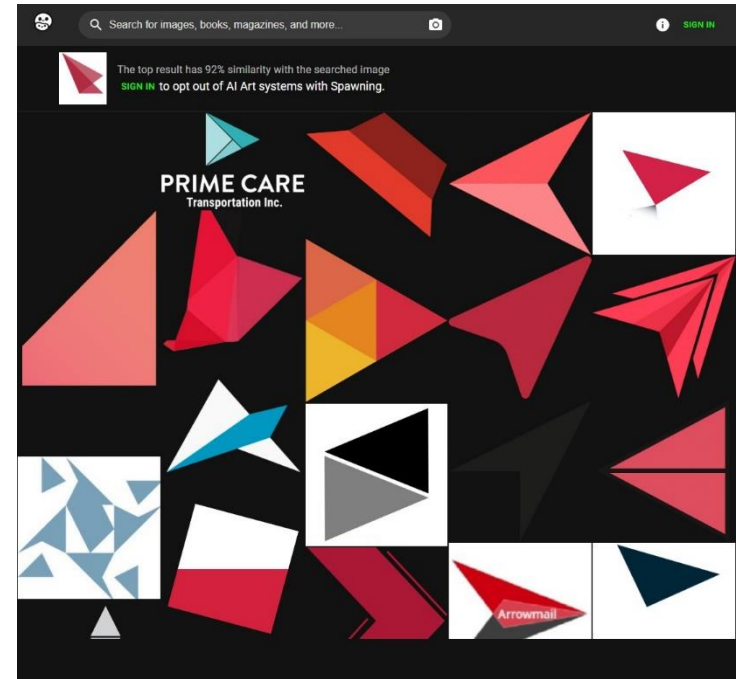 Search for images, books, magazines, and more...
SIGN IN
The top result has 92% similarity with the searched image
SIGN IN to opt out of AI Art systems with Spawning.
PRIME CARE
Transportation Inc.
Arrowmail